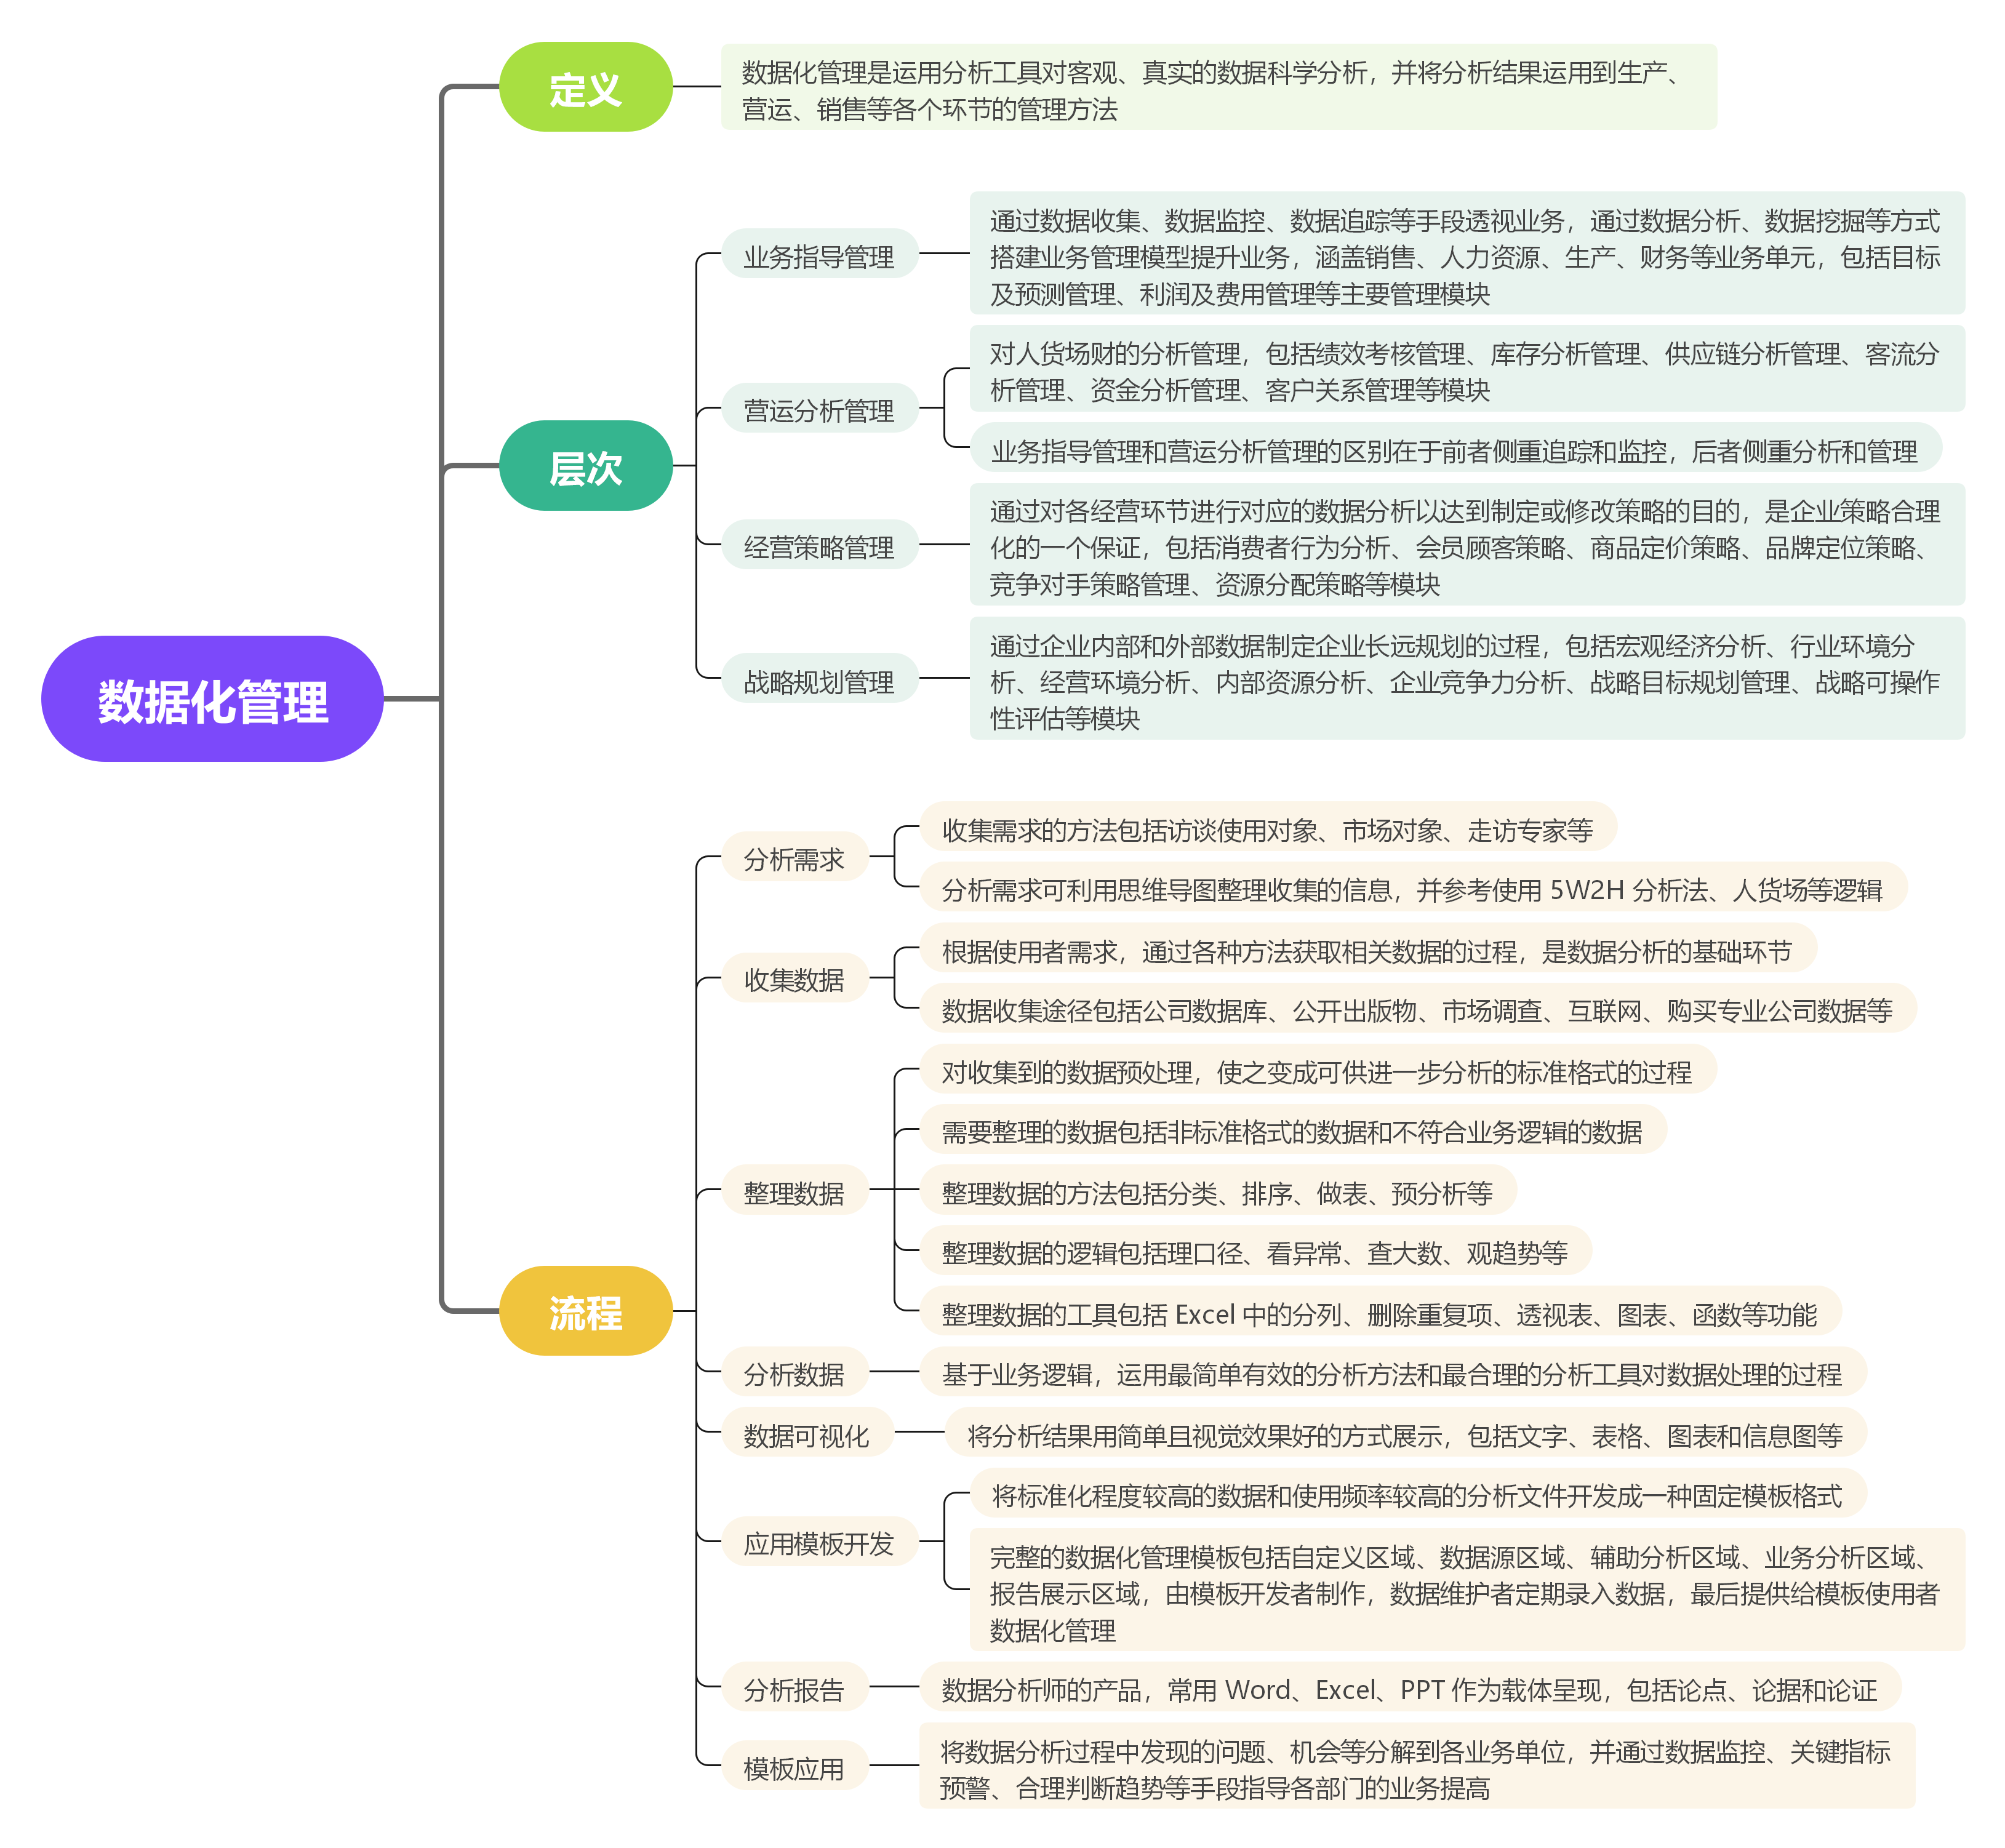 数据化管理
定义
数据化管理是运用分析工具对客观、真实的数据科学分析，并将分析结果运用到生产、
营运、销售等各个环节的管理方法
层次
业务指导管理
通过数据收集、数据监控、数据追踪等手段透视业务，通过数据分析、数据挖掘等方式
搭建业务管理模型提升业务，涵盖销售、人力资源、生产、财务等业务单元，包括目标
及预测管理、利润及费用管理等主要管理模块
营运分析管理
对人货场财的分析管理，包括绩效考核管理、库存分析管理、供应链分析管理、客流分
析管理、资金分析管理、客户关系管理等模块
业务指导管理和营运分析管理的区别在于前者侧重追踪和监控，后者侧重分析和管理
经营策略管理
通过对各经营环节进行对应的数据分析以达到制定或修改策略的目的，是企业策略合理
化的一个保证，包括消费者行为分析、会员顾客策略、商品定价策略、品牌定位策略、
竞争对手策略管理、资源分配策略等模块
战略规划管理
通过企业内部和外部数据制定企业长远规划的过程，包括宏观经济分析、行业环境分
析、经营环境分析、内部资源分析、企业竞争力分析、战略目标规划管理、战略可操作
性评估等模块
流程
分析需求
收集需求的方法包括访谈使用对象、市场对象、走访专家等
分析需求可利用思维导图整理收集的信息，并参考使用 5W2H 分析法、人货场等逻辑
收集数据
根据使用者需求，通过各种方法获取相关数据的过程，是数据分析的基础环节
数据收集途径包括公司数据库、公开出版物、市场调查、互联网、购买专业公司数据等
整理数据
对收集到的数据预处理，使之变成可供进一步分析的标准格式的过程
需要整理的数据包括非标准格式的数据和不符合业务逻辑的数据
整理数据的方法包括分类、排序、做表、预分析等
整理数据的逻辑包括理口径、看异常、查大数、观趋势等
整理数据的工具包括 Excel 中的分列、删除重复项、透视表、图表、函数等功能
分析数据
基于业务逻辑，运用最简单有效的分析方法和最合理的分析工具对数据处理的过程
数据可视化
将分析结果用简单且视觉效果好的方式展示，包括文字、表格、图表和信息图等
应用模板开发
将标准化程度较高的数据和使用频率较高的分析文件开发成一种固定模板格式
完整的数据化管理模板包括自定义区域、数据源区域、辅助分析区域、业务分析区域、
报告展示区域，由模板开发者制作，数据维护者定期录入数据，最后提供给模板使用者
数据化管理
分析报告
数据分析师的产品，常用 Word、Excel、PPT 作为载体呈现，包括论点、论据和论证
模板应用
将数据分析过程中发现的问题、机会等分解到各业务单位，并通过数据监控、关键指标
预警、合理判断趋势等手段指导各部门的业务提高